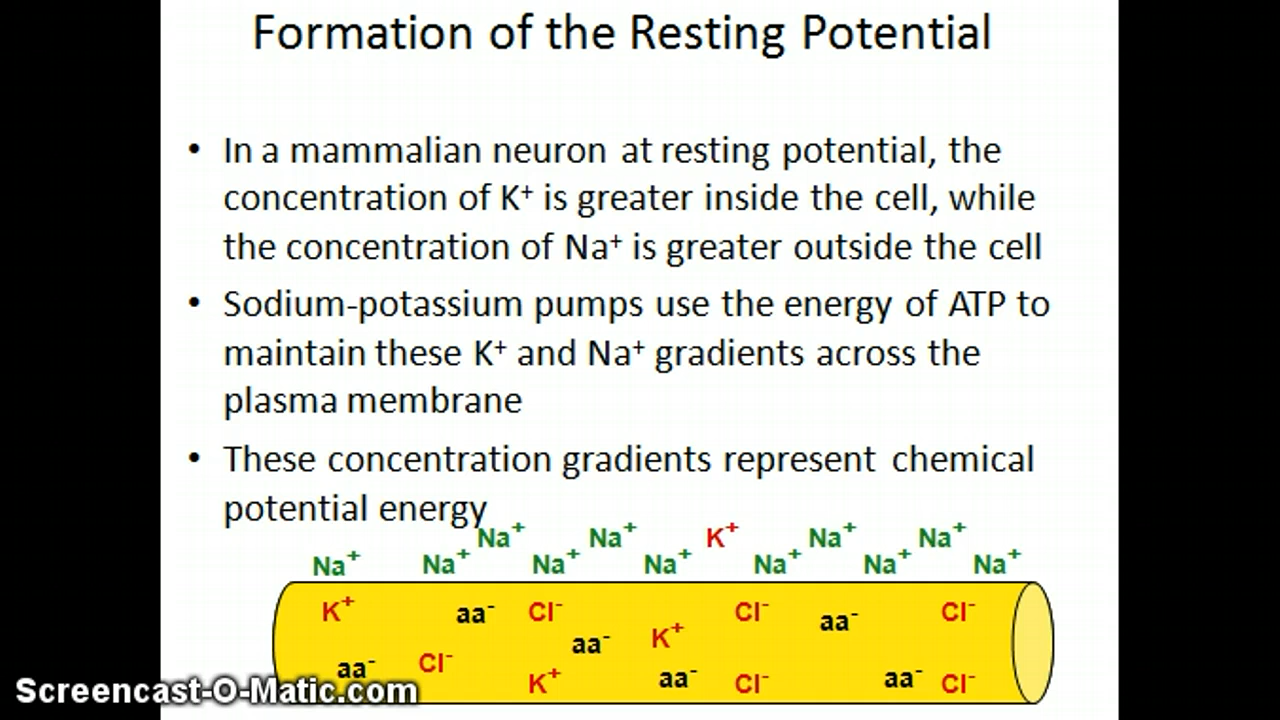 Formation of the Resting Potential
• In a mammalian neuron at resting potential, the
concentration of K⁺ is greater inside the cell, while
the concentration of Na⁺ is greater outside the cell
• Sodium-potassium pumps use the energy of ATP to
maintain these K⁺ and Na⁺ gradients across the
plasma membrane
• These concentration gradients represent chemical
potential energy
Na⁺ Na⁺ K⁺ Na⁺ Na⁺
Na⁺ Na⁺ Na⁺ Na⁺ Na⁺ Na⁺ Na⁺
K⁺ aa⁻ Cl⁻ Cl⁻ aa⁻ Cl⁻
aa⁻ K⁺
aa⁻ Cl⁻ K⁺ aa⁻ Cl⁻ aa⁻ Cl⁻
Screencast-O-Matic.com